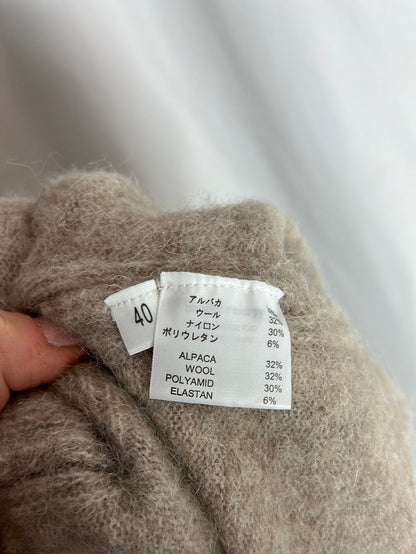 40
アルパカ
ウール 32%
ナイロン 30%
ポリウレタン 6%
ALPACA 32%
WOOL 32%
POLYAMID 30%
ELASTAN 6%